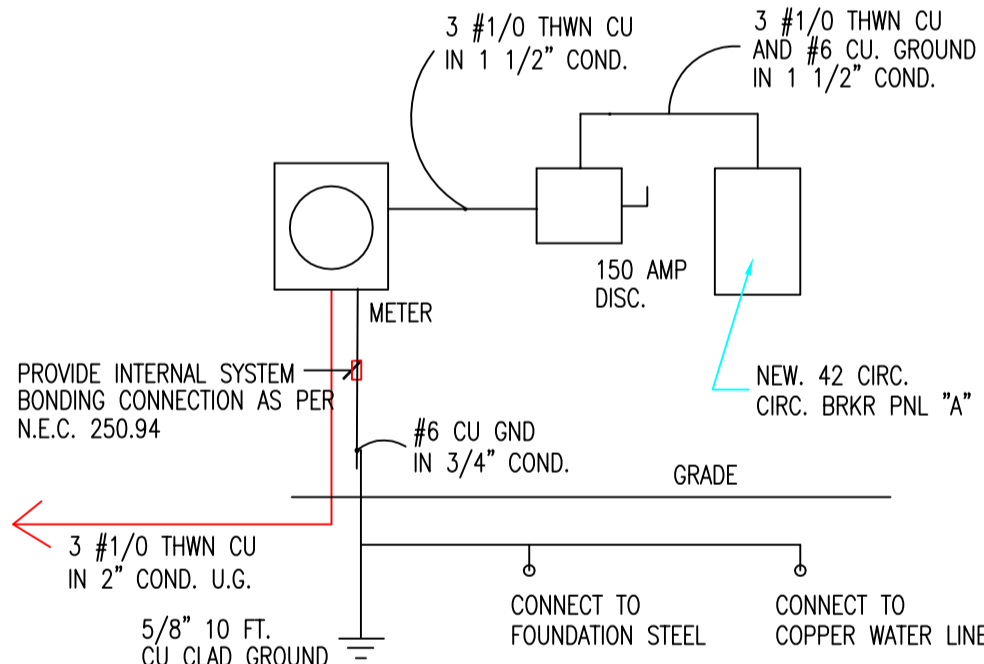 3 #1/0 THWN CU
IN 1 1/2" COND.
3 #1/0 THWN CU
AND #6 CU. GROUND
IN 1 1/2" COND.
150 AMP
DISC.
METER
PROVIDE INTERNAL SYSTEM
BONDING CONNECTION AS PER
N.E.C. 250.94
NEW. 42 CIRC.
CIRC. BRKR PNL "A"
#6 CU GND
IN 3/4" COND.
GRADE
3 #1/0 THWN CU
IN 2" COND. U.G.
5/8" 10 FT.
CU CLAD GROUND
CONNECT TO
FOUNDATION STEEL
CONNECT TO
COPPER WATER LINE